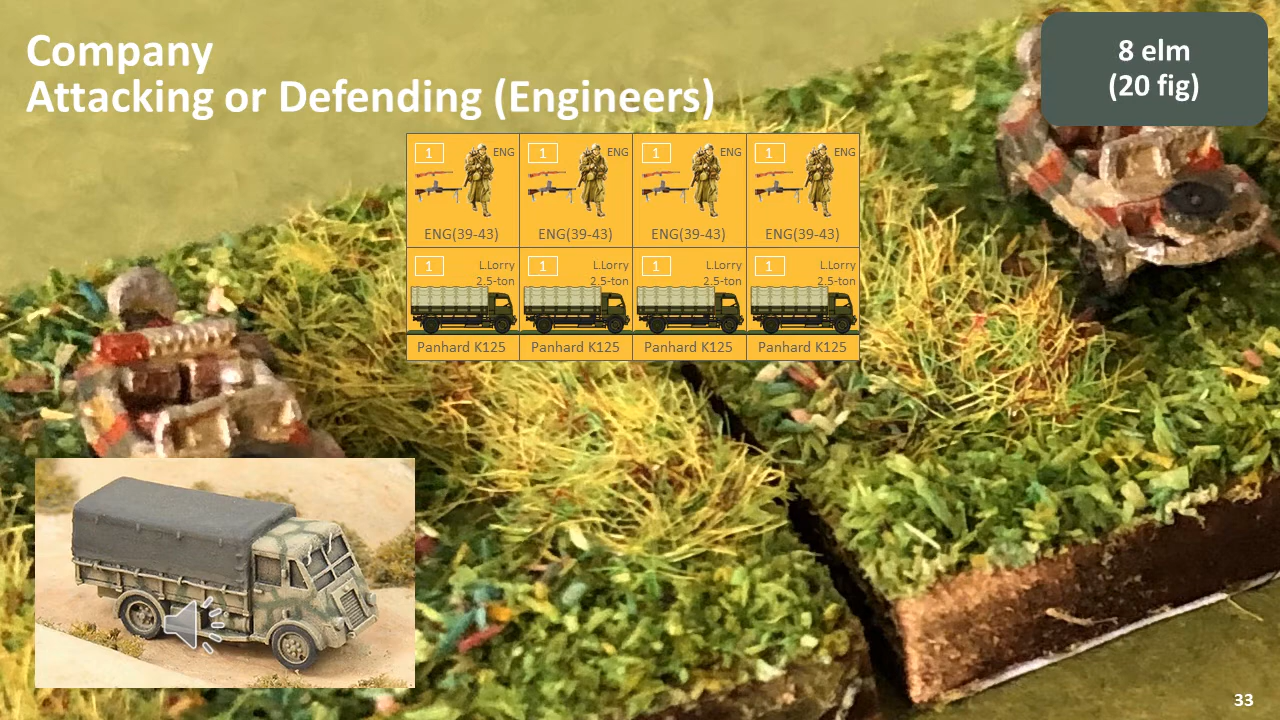 Company
Attacking or Defending (Engineers)
8 elm
(20 fig)
1 ENG 1 ENG 1 ENG 1 ENG
ENG(39-43) ENG(39-43) ENG(39-43) ENG(39-43)
1 L.Lorry 1 L.Lorry 1 L.Lorry 1 L.Lorry
2.5-ton 2.5-ton 2.5-ton 2.5-ton
Panhard K125 Panhard K125 Panhard K125 Panhard K125
33